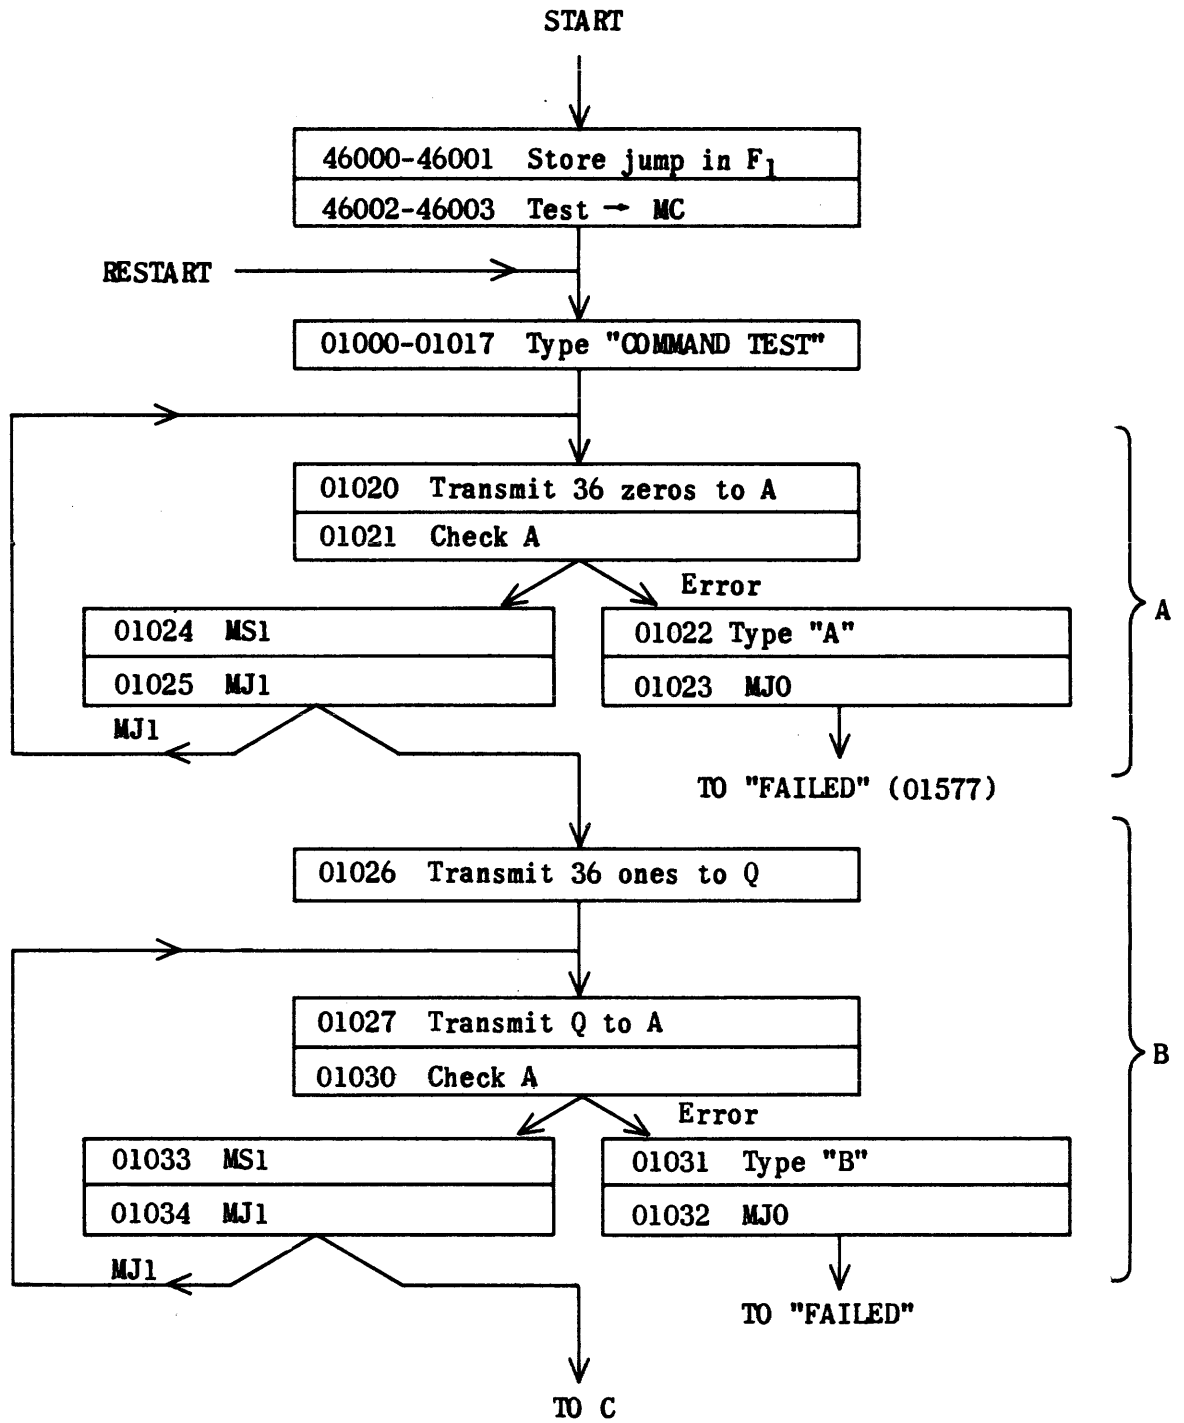 START
46000-46001 Store jump in F1
46002-46003 Test → MC
RESTART
01000-01017 Type "COMMAND TEST"
01020 Transmit 36 zeros to A
01021 Check A
Error
01024 MS1
01025 MJ1
01022 Type "A"
01023 MJO
MJ1
TO "FAILED" (01577)
A
01026 Transmit 36 ones to Q
01027 Transmit Q to A
01030 Check A
Error
01033 MS1
01034 MJ1
01031 Type "B"
01032 MJO
MJ1
TO "FAILED"
B
TO C